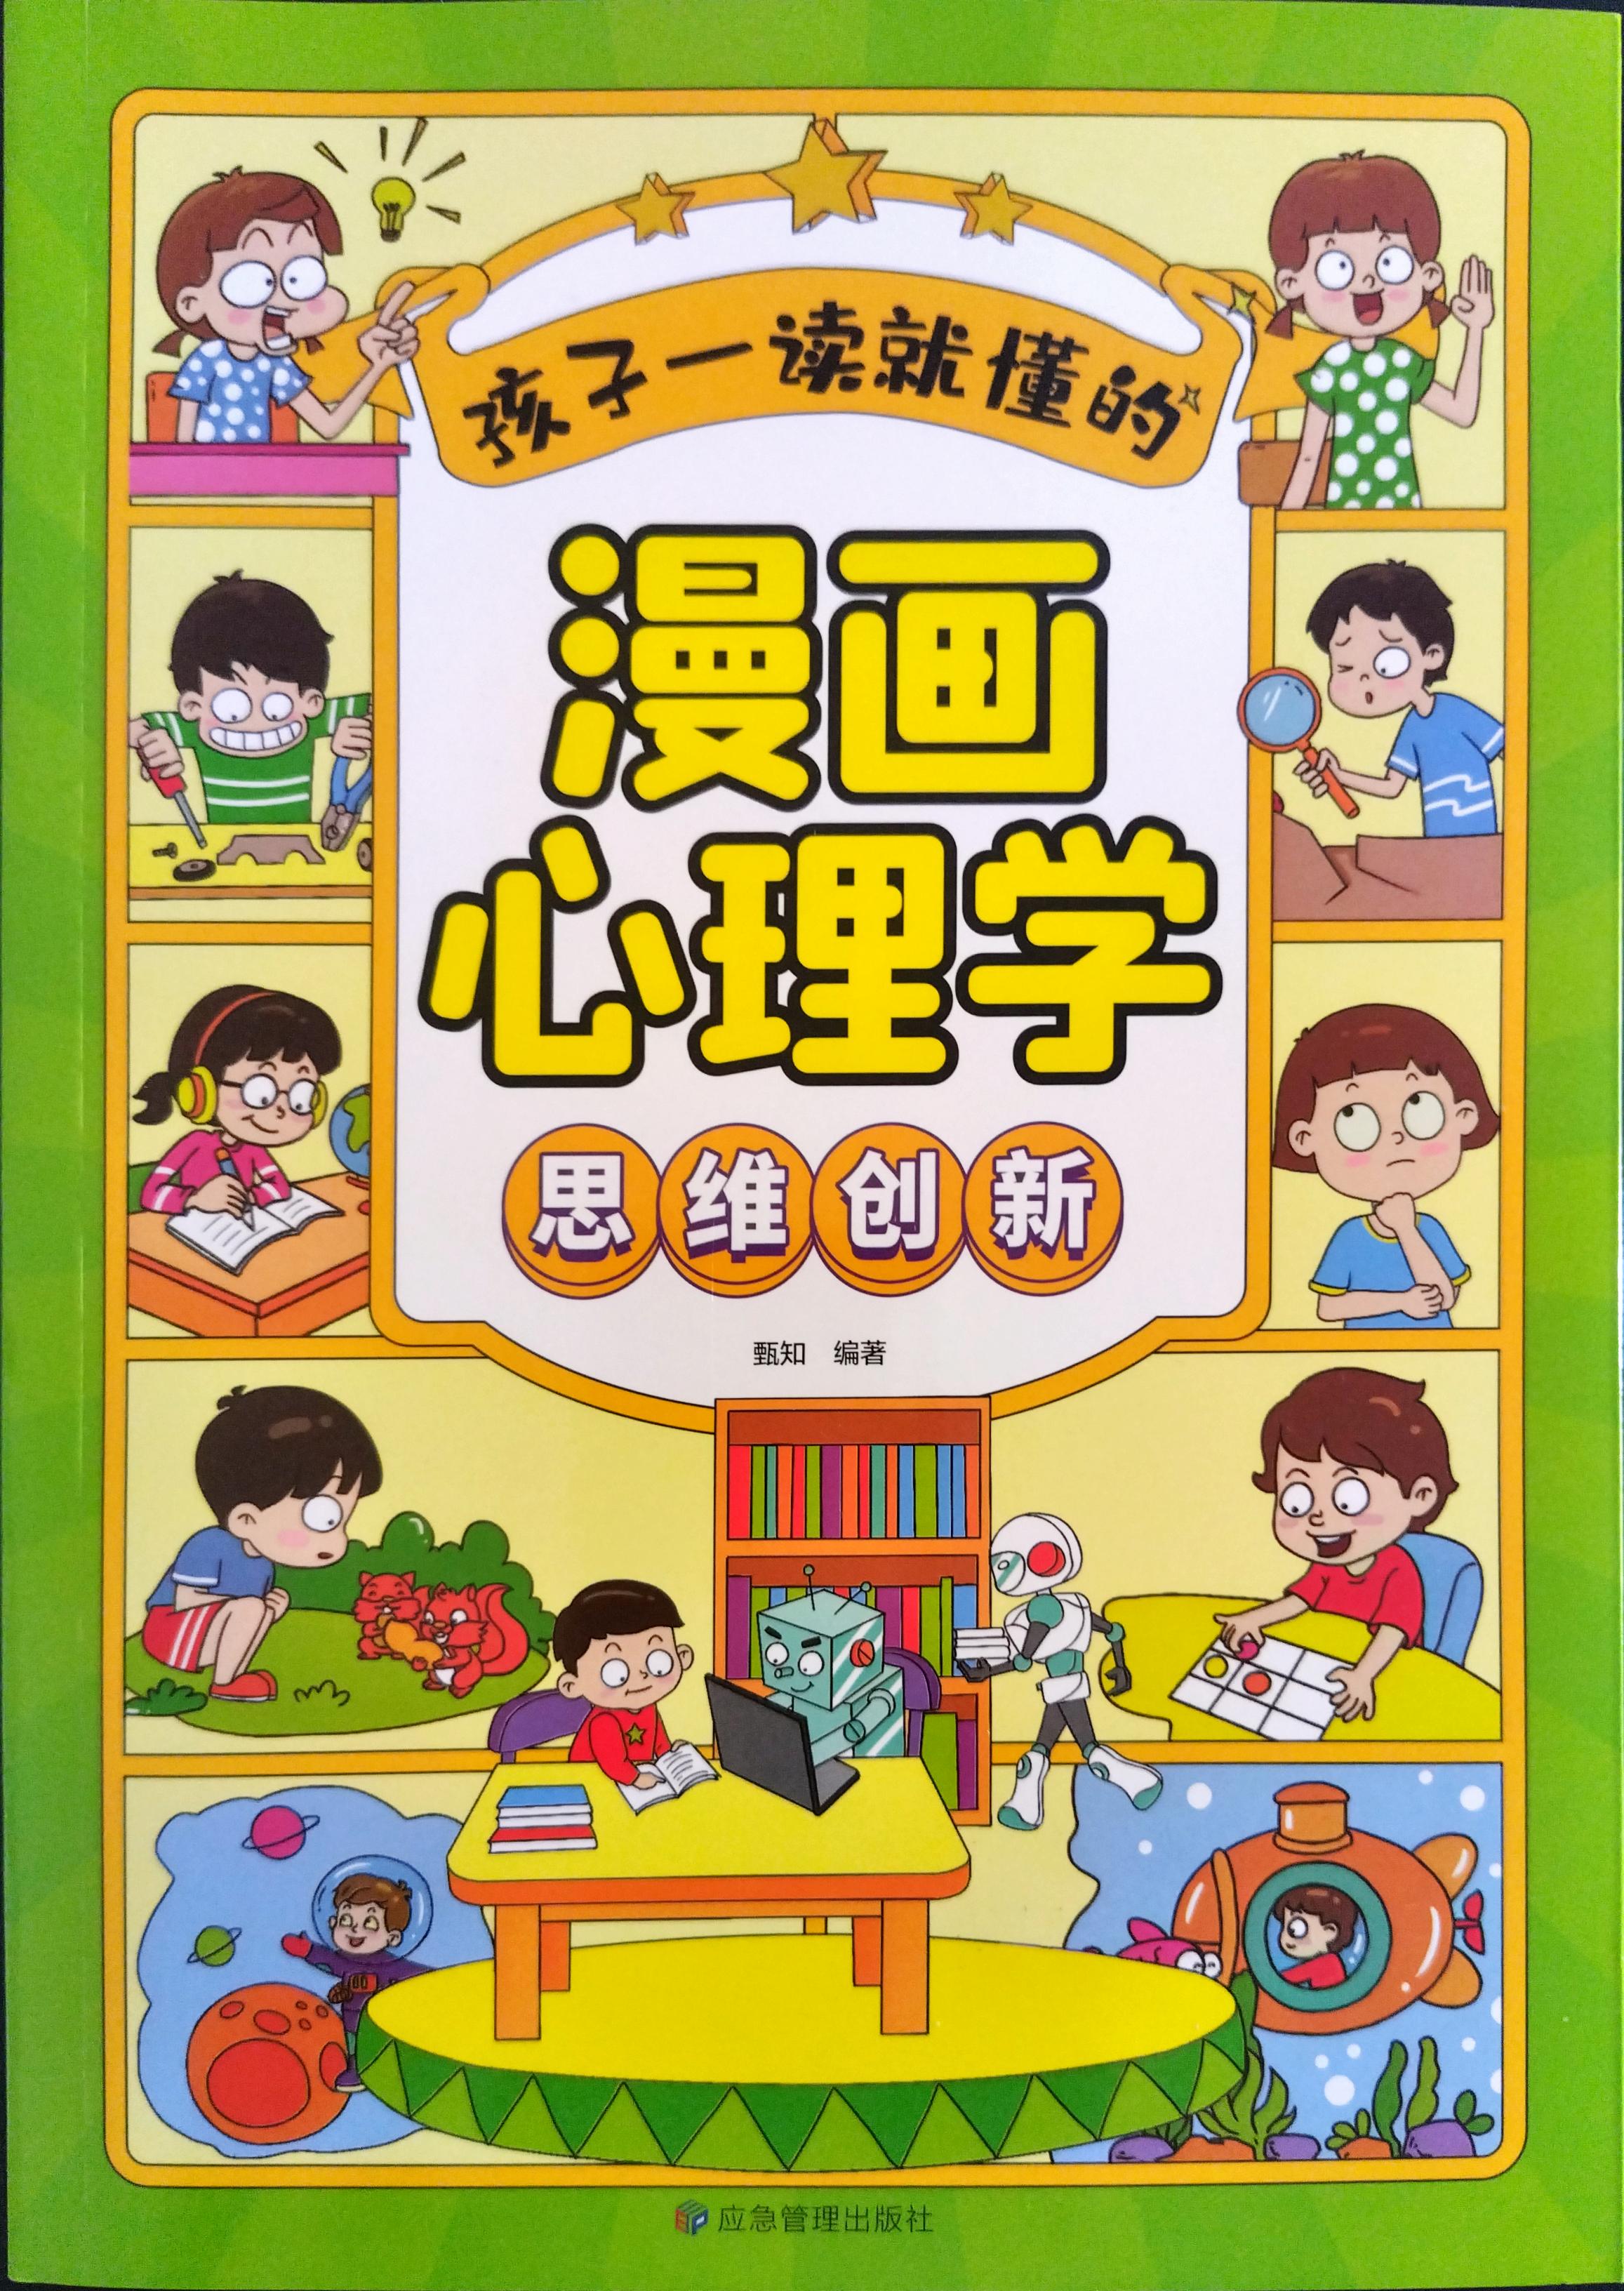 孩子一读就懂的
漫画
心理学
思维创新
甄知 编著
应急管理出版社